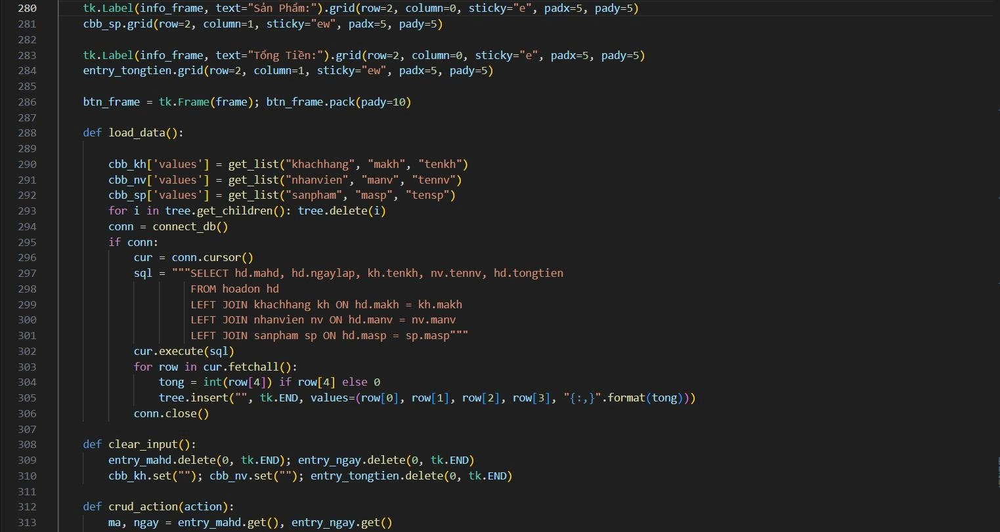 280 tk.Label(info_frame, text="Sản Phẩm:").grid(row=2, column=0, sticky="e", padx=5, pady=5)
281 cbb_sp.grid(row=2, column=1, sticky="ew", padx=5, pady=5)
282
283 tk.Label(info_frame, text="Tổng Tiền:").grid(row=2, column=0, sticky="e", padx=5, pady=5)
284 entry_tongtien.grid(row=2, column=1, sticky="ew", padx=5, pady=5)
285
286 btn_frame = tk.Frame(frame); btn_frame.pack(pady=10)
287
288 def load_data():
289
290 cbb_kh['values'] = get_list("khachhang", "makh", "tenkh")
291 cbb_nv['values'] = get_list("nhanvien", "manv", "tennv")
292 cbb_sp['values'] = get_list("sanpham", "masp", "tensp")
293 for i in tree.get_children(): tree.delete(i)
294 conn = connect_db()
295 if conn:
296 cur = conn.cursor()
297 sql = """SELECT hd.mahd, hd.ngaylap, kh.tenkh, nv.tennv, hd.tongtien
298 FROM hoadon hd
299 LEFT JOIN khachhang kh ON hd.makh = kh.makh
300 LEFT JOIN nhanvien nv ON hd.manv = nv.manv
301 LEFT JOIN sanpham sp ON hd.masp = sp.masp"""
302 cur.execute(sql)
303 for row in cur.fetchall():
304 tong = int(row[4]) if row[4] else 0
305 tree.insert("", tk.END, values=(row[0], row[1], row[2], row[3], "{:,}".format(tong)))
306 conn.close()
307
308 def clear_input():
309 entry_mahd.delete(0, tk.END); entry_ngay.delete(0, tk.END)
310 cbb_kh.set(""); cbb_nv.set(""); entry_tongtien.delete(0, tk.END)
311
312 def crud_action(action):
313 ma, ngay = entry_mahd.get(), entry_ngay.get()